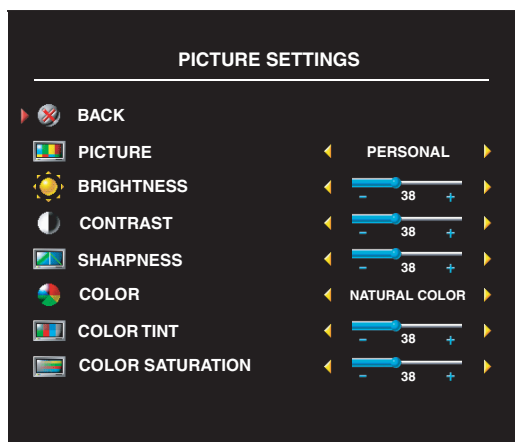 PICTURE SETTINGS
BACK
PICTURE PERSONAL
BRIGHTNESS - 38 +
CONTRAST - 38 +
SHARPNESS - 38 +
COLOR NATURAL COLOR
COLOR TINT - 38 +
COLOR SATURATION - 38 +